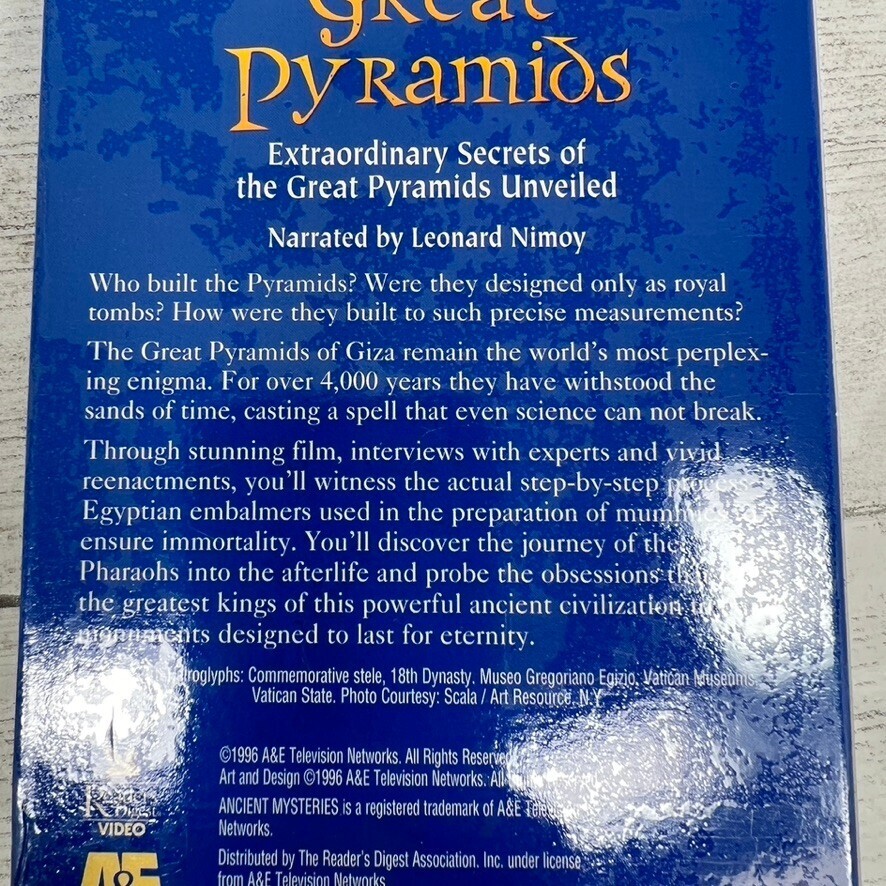 Great
Pyramids
Extraordinary Secrets of
the Great Pyramids Unveiled
Narrated by Leonard Nimoy
Who built the Pyramids? Were they designed only as royal
tombs? How were they built to such precise measurements?
The Great Pyramids of Giza remain the world's most perplex-
ing enigma. For over 4,000 years they have withstood the
sands of time, casting a spell that even science can not break.
Through stunning film, interviews with experts and vivid
reenactments, you'll witness the actual step-by-step process
Egyptian embalmers used in the preparation of mummies
ensure immortality. You'll discover the journey of the
Pharaohs into the afterlife and probe the obsessions
the greatest kings of this powerful ancient civilization
monuments designed to last for eternity.
Commemorative stele, 18th Dynasty. Museo Gregoriano Egizio, Vatican Museums,
Vatican State. Photo Courtesy: Scala / Art Resource, N.Y
©1996 A&E Television Networks. All Rights Reserved
Art and Design ©1996 A&E Television Networks. All
ANCIENT MYSTERIES is a registered trademark of A&E Television
Networks.
Distributed by The Reader's Digest Association, Inc. under license
from A&E Television Networks
Reader's Digest
VIDEO
A&E